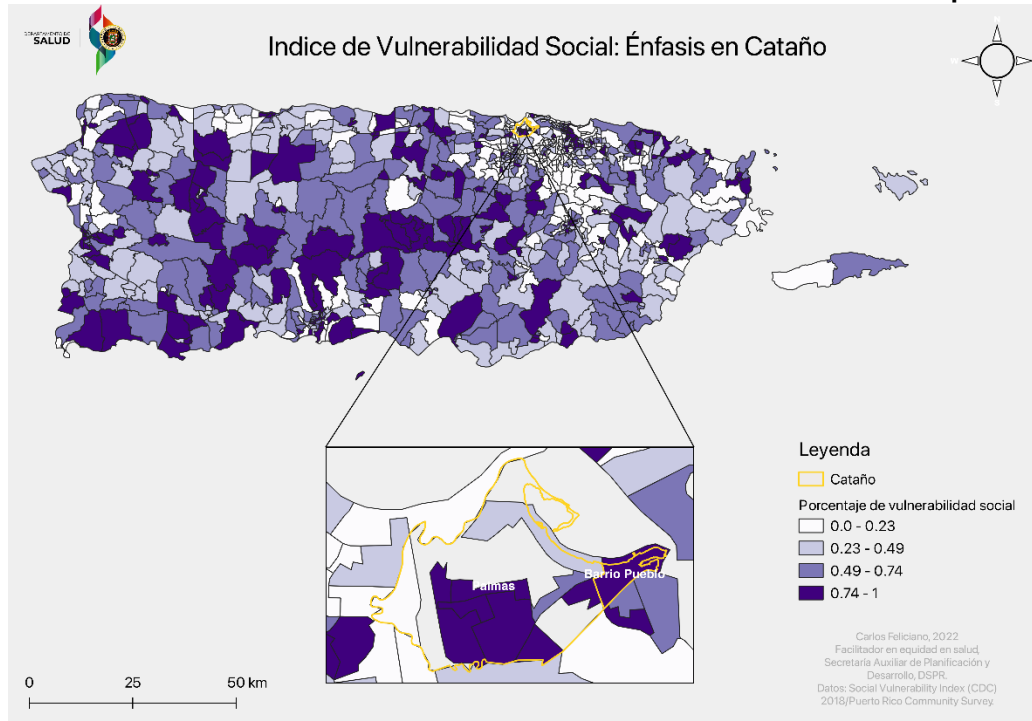 DEPARTAMENTO DE
SALUD
Indice de Vulnerabilidad Social: Énfasis en Cataño
Palmas
Barrio Pueblo
Leyenda
Cataño
Porcentaje de vulnerabilidad social
0.0 - 0.23
0.23 - 0.49
0.49 - 0.74
0.74 - 1
0 25 50 km
Carlos Feliciano, 2022
Facilitador en equidad en salud,
Secretaría Auxiliar de Planificación y
Desarrollo, DSPR.
Datos: Social Vulnerability Index (CDC)
2018/Puerto Rico Community Survey.